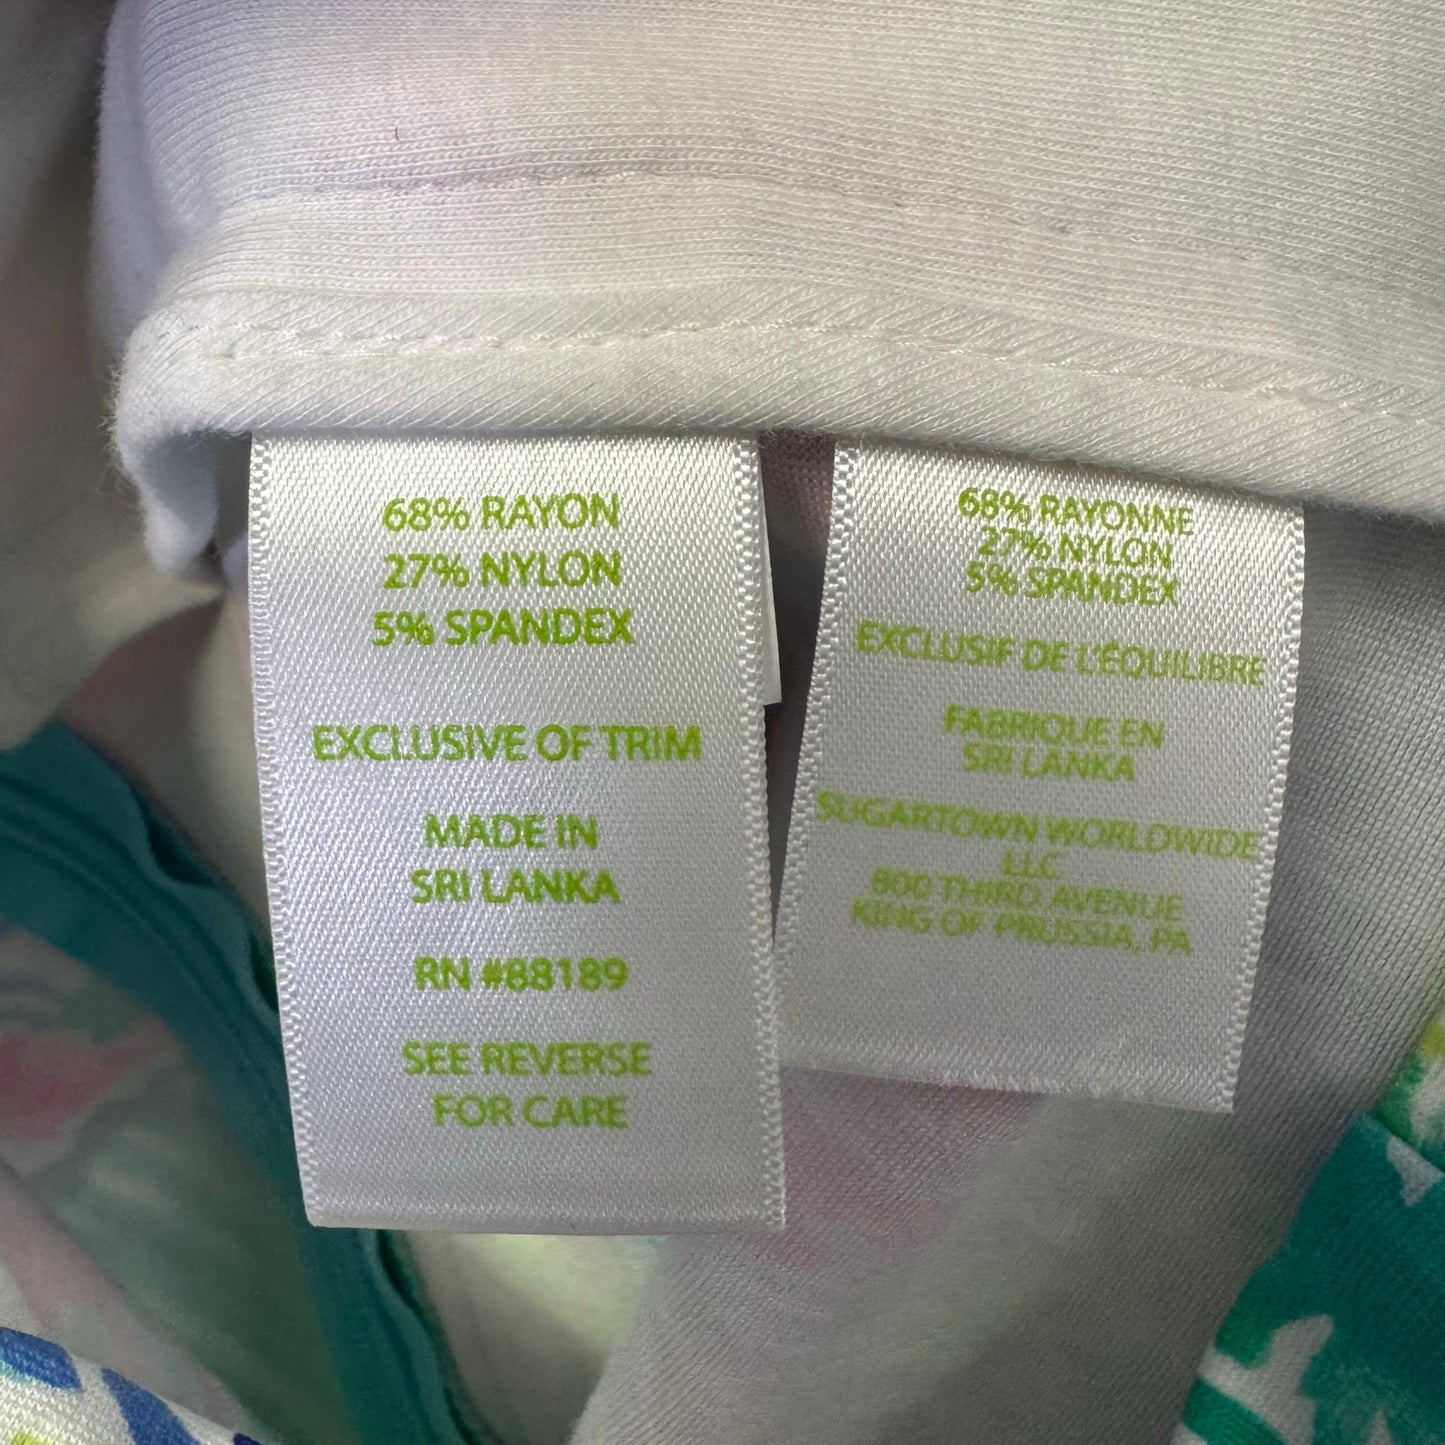 68% RAYON
27% NYLON
5% SPANDEX
EXCLUSIVE OF TRIM
MADE IN
SRI LANKA
RN #88189
SEE REVERSE
FOR CARE
68% RAYONNE
27% NYLON
5% SPANDEX
EXCLUSIF DE L'ÉQUILIBRE
FABRIQUE EN
SRI LANKA
SUGARTOWN WORLDWIDE
LLC
800 THIRD AVENUE
KING OF PRUSSIA, PA